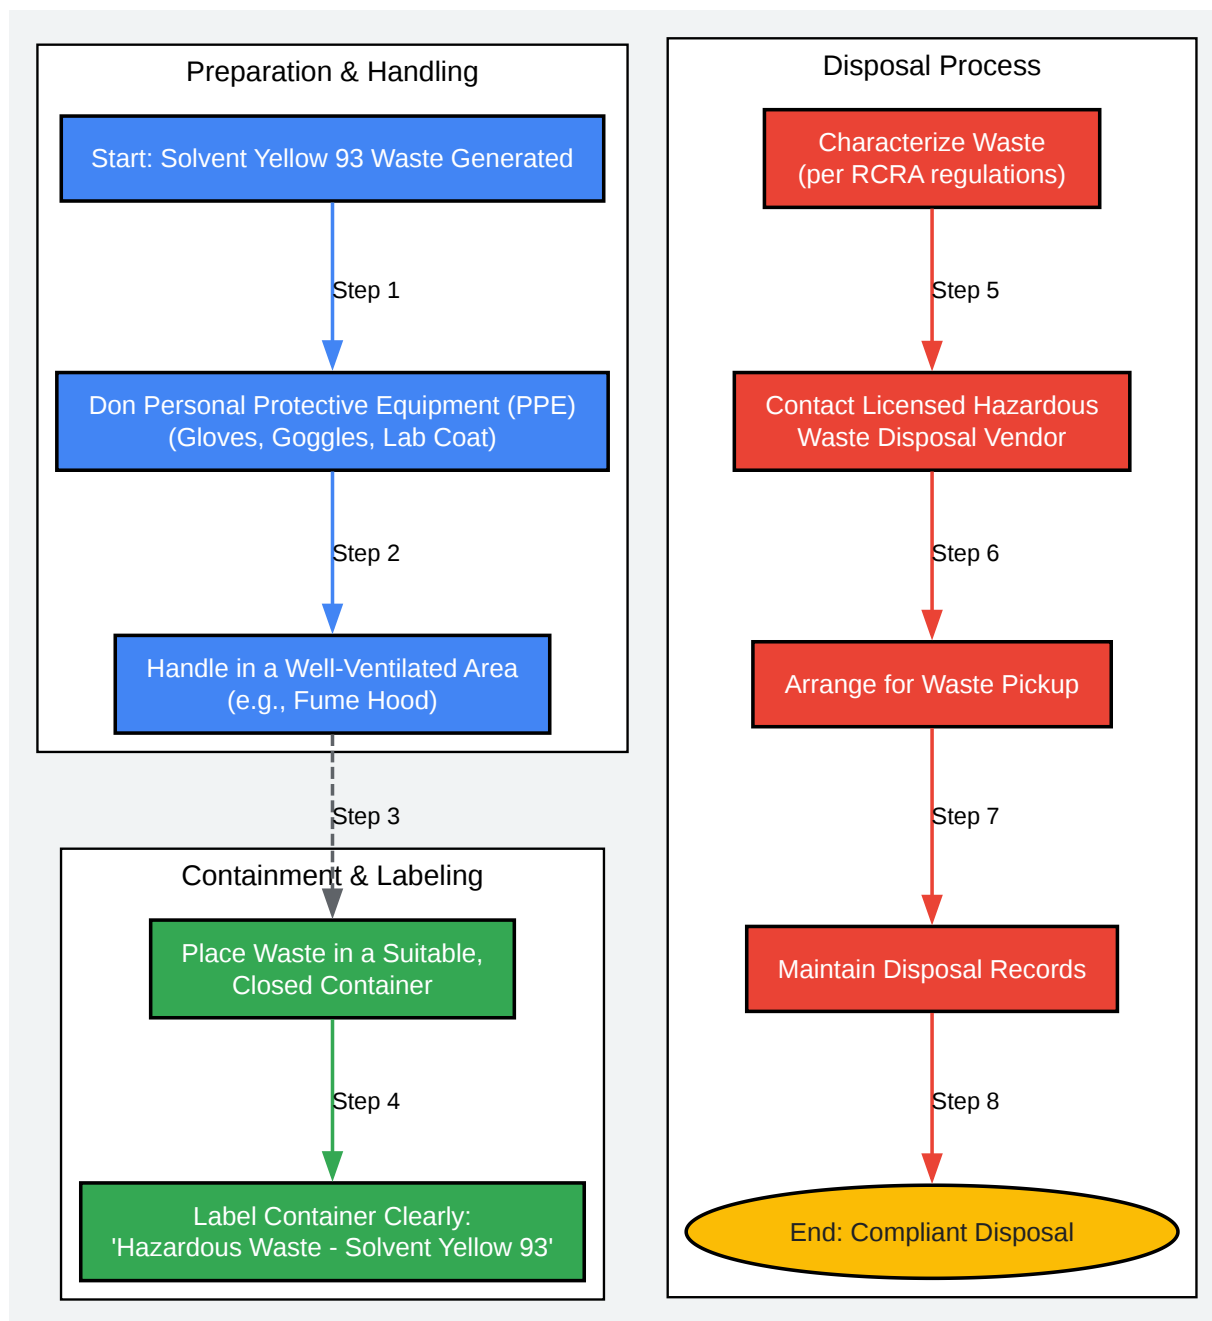 Preparation & Handling
Start: Solvent Yellow 93 Waste Generated
Step 1
Don Personal Protective Equipment (PPE)
(Gloves, Goggles, Lab Coat)
Step 2
Handle in a Well-Ventilated Area
(e.g., Fume Hood)
Step 3
Containment & Labeling
Place Waste in a Suitable,
Closed Container
Step 4
Label Container Clearly:
'Hazardous Waste - Solvent Yellow 93'
Disposal Process
Characterize Waste
(per RCRA regulations)
Step 5
Contact Licensed Hazardous
Waste Disposal Vendor
Step 6
Arrange for Waste Pickup
Step 7
Maintain Disposal Records
Step 8
End: Compliant Disposal